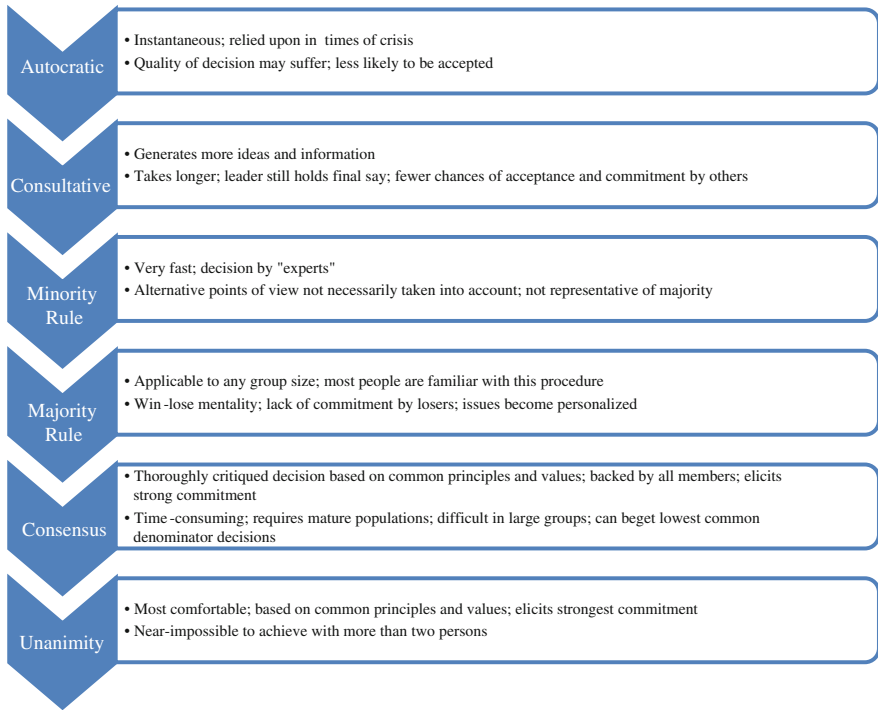 Autocratic
• Instantaneous; relied upon in times of crisis
• Quality of decision may suffer; less likely to be accepted
Consultative
• Generates more ideas and information
• Takes longer; leader still holds final say; fewer chances of acceptance and commitment by others
Minority
Rule
• Very fast; decision by "experts"
• Alternative points of view not necessarily taken into account; not representative of majority
Majority
Rule
• Applicable to any group size; most people are familiar with this procedure
• Win-lose mentality; lack of commitment by losers; issues become personalized
Consensus
• Thoroughly critiqued decision based on common principles and values; backed by all members; elicits
strong commitment
• Time-consuming; requires mature populations; difficult in large groups; can beget lowest common
denominator decisions
Unanimity
• Most comfortable; based on common principles and values; elicits strongest commitment
• Near-impossible to achieve with more than two persons